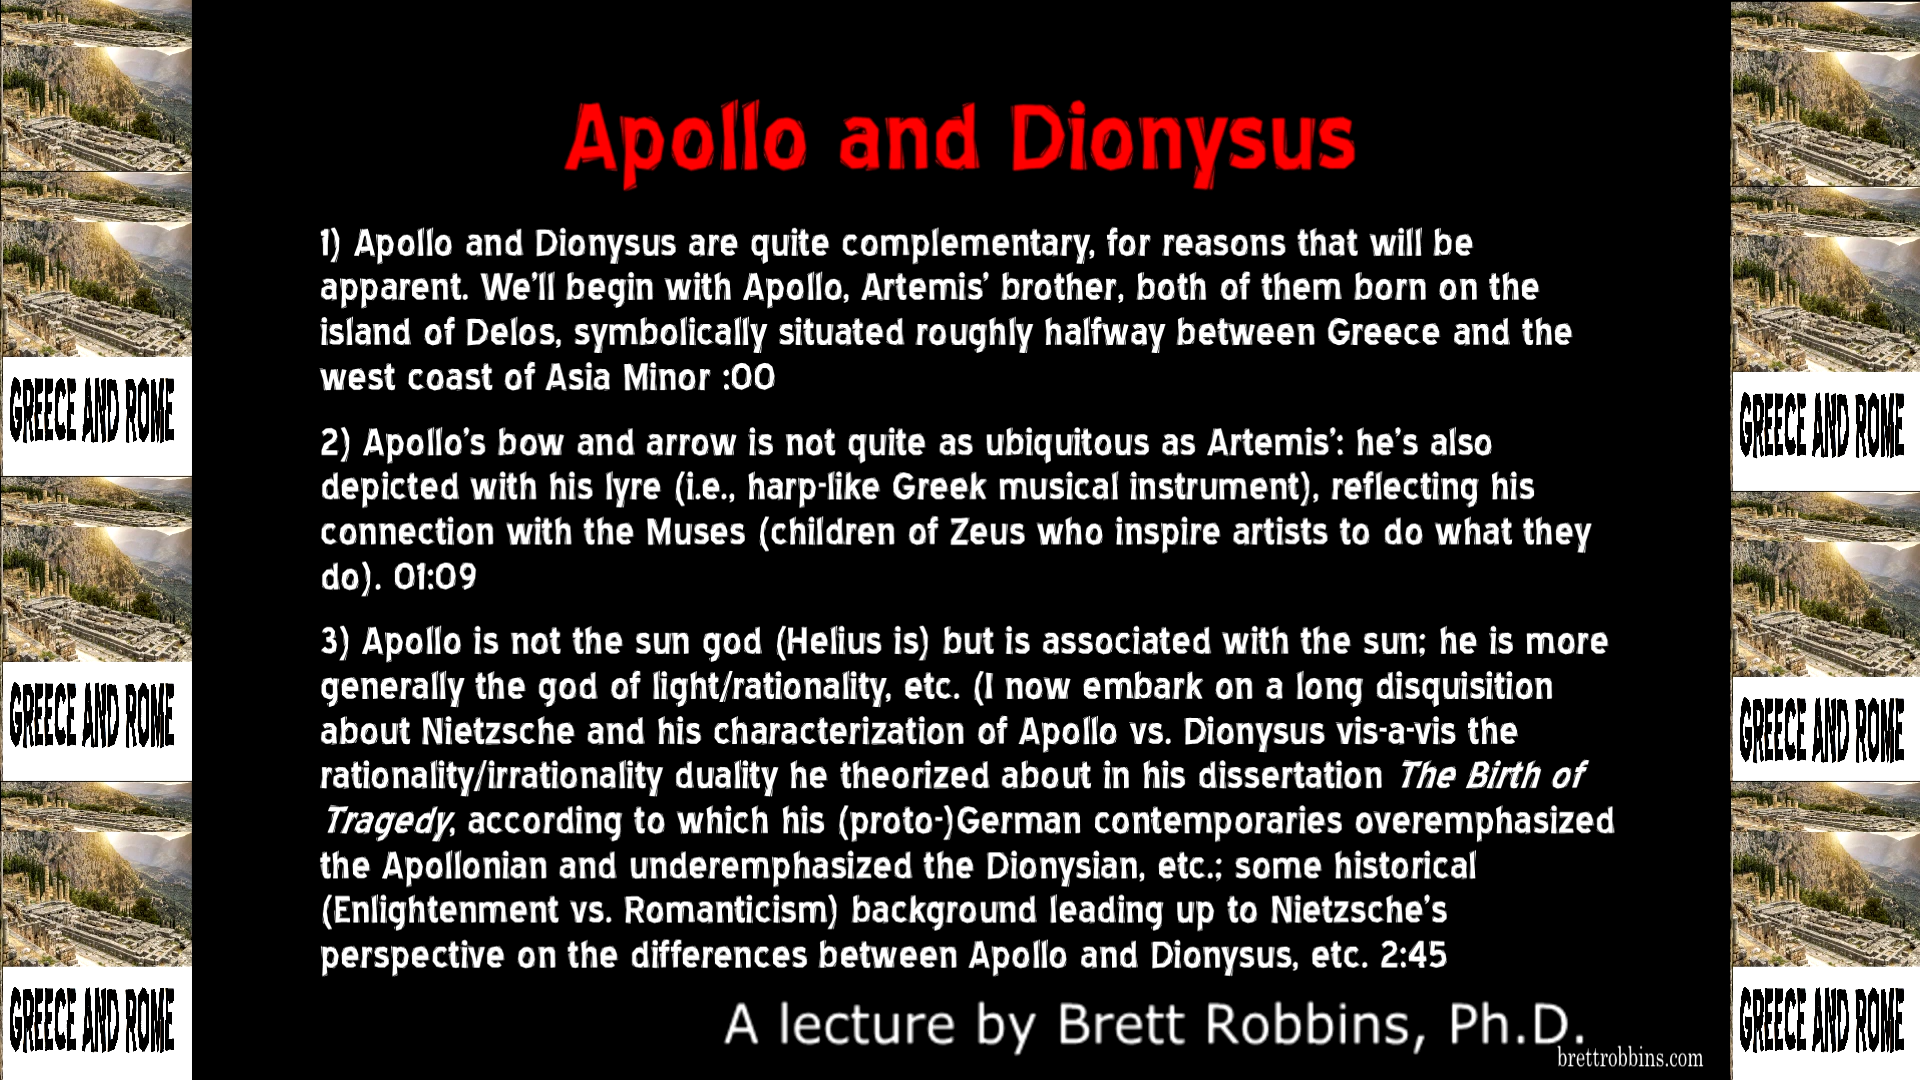 Apollo and Dionysus
1) Apollo and Dionysus are quite complementary, for reasons that will be
apparent. We'll begin with Apollo, Artemis' brother, both of them born on the
island of Delos, symbolically situated roughly halfway between Greece and the
west coast of Asia Minor :00
2) Apollo's bow and arrow is not quite as ubiquitous as Artemis': he's also
depicted with his lyre (i.e., harp-like Greek musical instrument), reflecting his
connection with the Muses (children of Zeus who inspire artists to do what they
do). 01:09
3) Apollo is not the sun god (Helius is) but is associated with the sun; he is more
generally the god of light/rationality, etc. (I now embark on a long disquisition
about Nietzsche and his characterization of Apollo vs. Dionysus vis-a-vis the
rationality/irrationality duality he theorized about in his dissertation The Birth of
Tragedy, according to which his (proto-)German contemporaries overemphasized
the Apollonian and underemphasized the Dionysian, etc.; some historical
(Enlightenment vs. Romanticism) background leading up to Nietzsche's
perspective on the differences between Apollo and Dionysus, etc. 2:45
A lecture by Brett Robbins, Ph.D.
brettrobbins.com
GREECE AND ROME
GREECE AND ROME
GREECE AND ROME
GREECE AND ROME
GREECE AND ROME
GREECE AND ROME